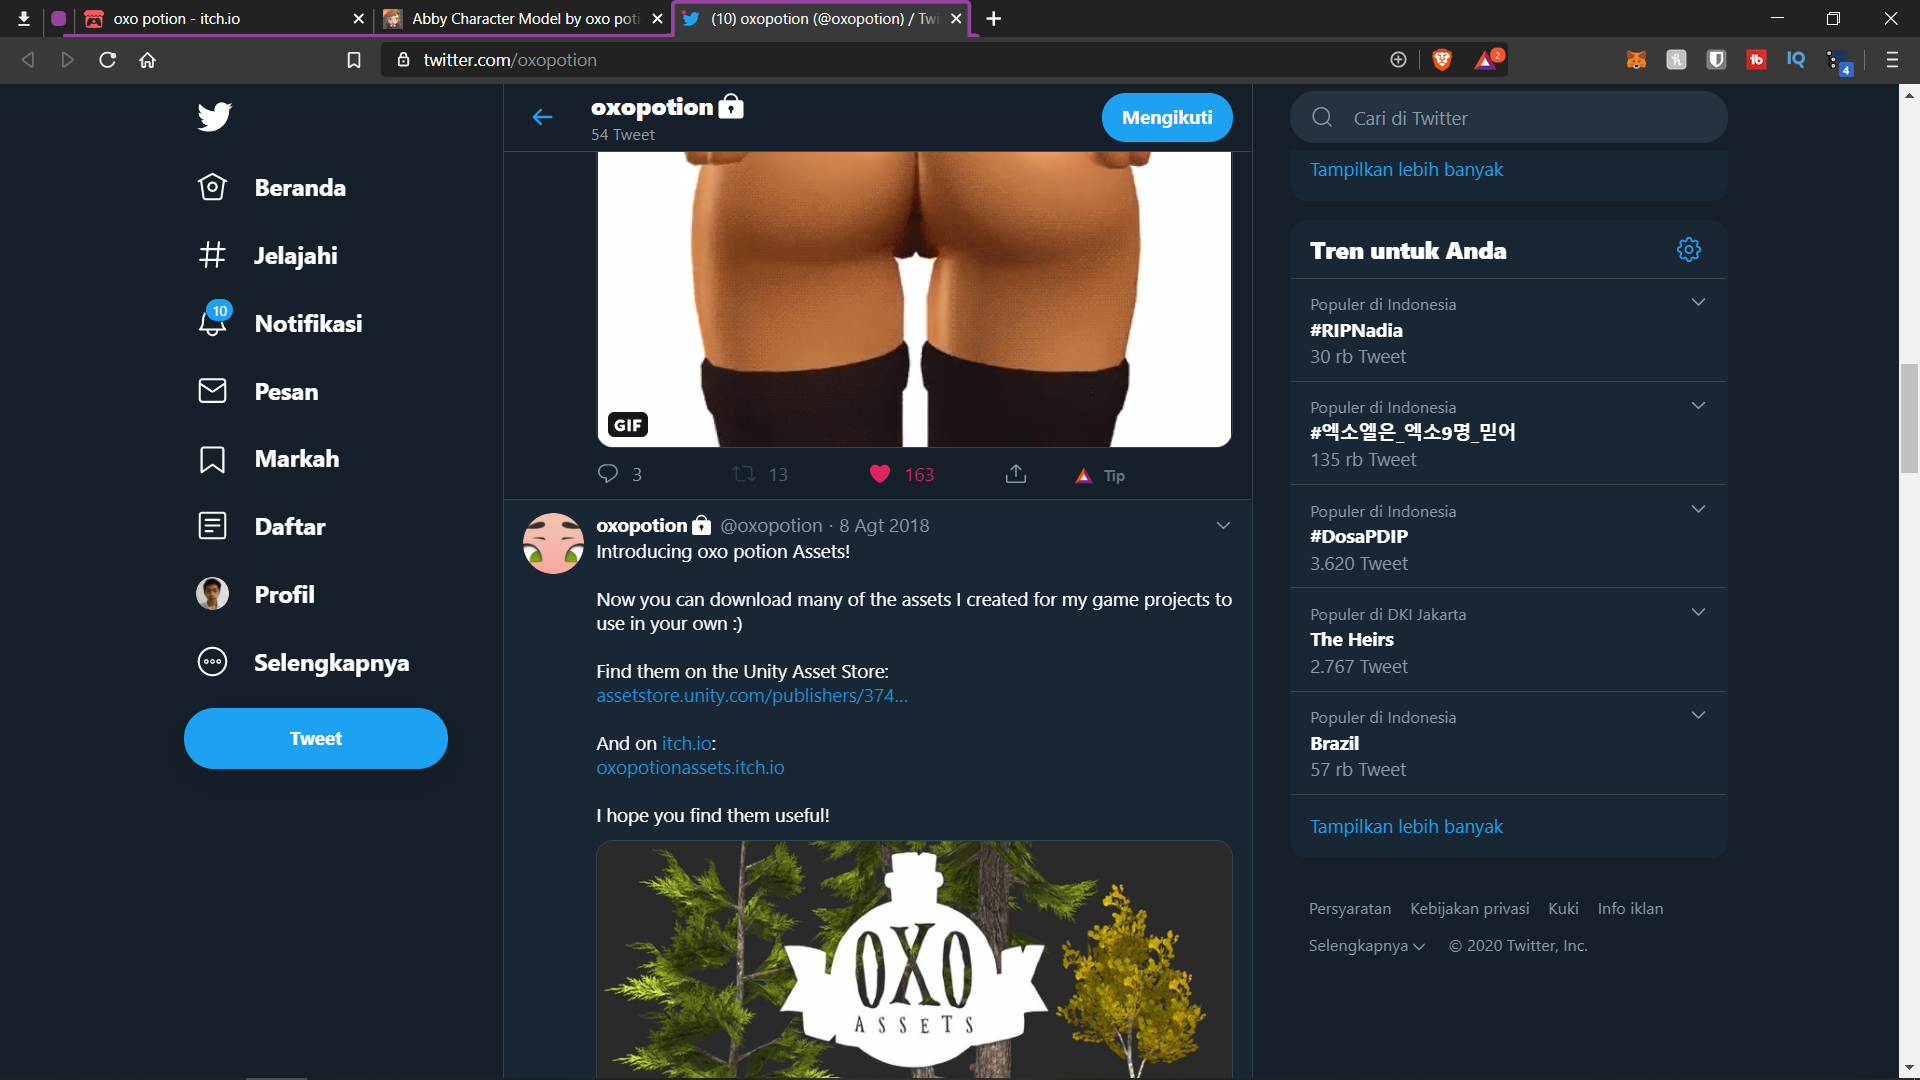 oxo potion - itch.io
Abby Character Model by oxo poti
(10) oxopotion (@oxopotion) / Twi
twitter.com/oxopotion
2
tb
IQ
4
Beranda
Jelajahi
10
Notifikasi
Pesan
Markah
Daftar
Profil
Selengkapnya
Tweet
oxopotion
54 Tweet
Mengikuti
GIF
3
13
163
Tip
oxopotion @oxopotion · 8 Agt 2018
Introducing oxo potion Assets!
Now you can download many of the assets I created for my game projects to
use in your own :)
Find them on the Unity Asset Store:
assetstore.unity.com/publishers/374...
And on itch.io:
oxopotionassets.itch.io
I hope you find them useful!
OXO
ASSETS
Cari di Twitter
Tampilkan lebih banyak
Tren untuk Anda
Populer di Indonesia
#RIPNadia
30 rb Tweet
Populer di Indonesia
#엑소엘은_엑소9명_믿어
135 rb Tweet
Populer di Indonesia
#DosaPDIP
3.620 Tweet
Populer di DKI Jakarta
The Heirs
2.767 Tweet
Populer di Indonesia
Brazil
57 rb Tweet
Tampilkan lebih banyak
Persyaratan Kebijakan privasi Kuki Info iklan
Selengkapnya © 2020 Twitter, Inc.